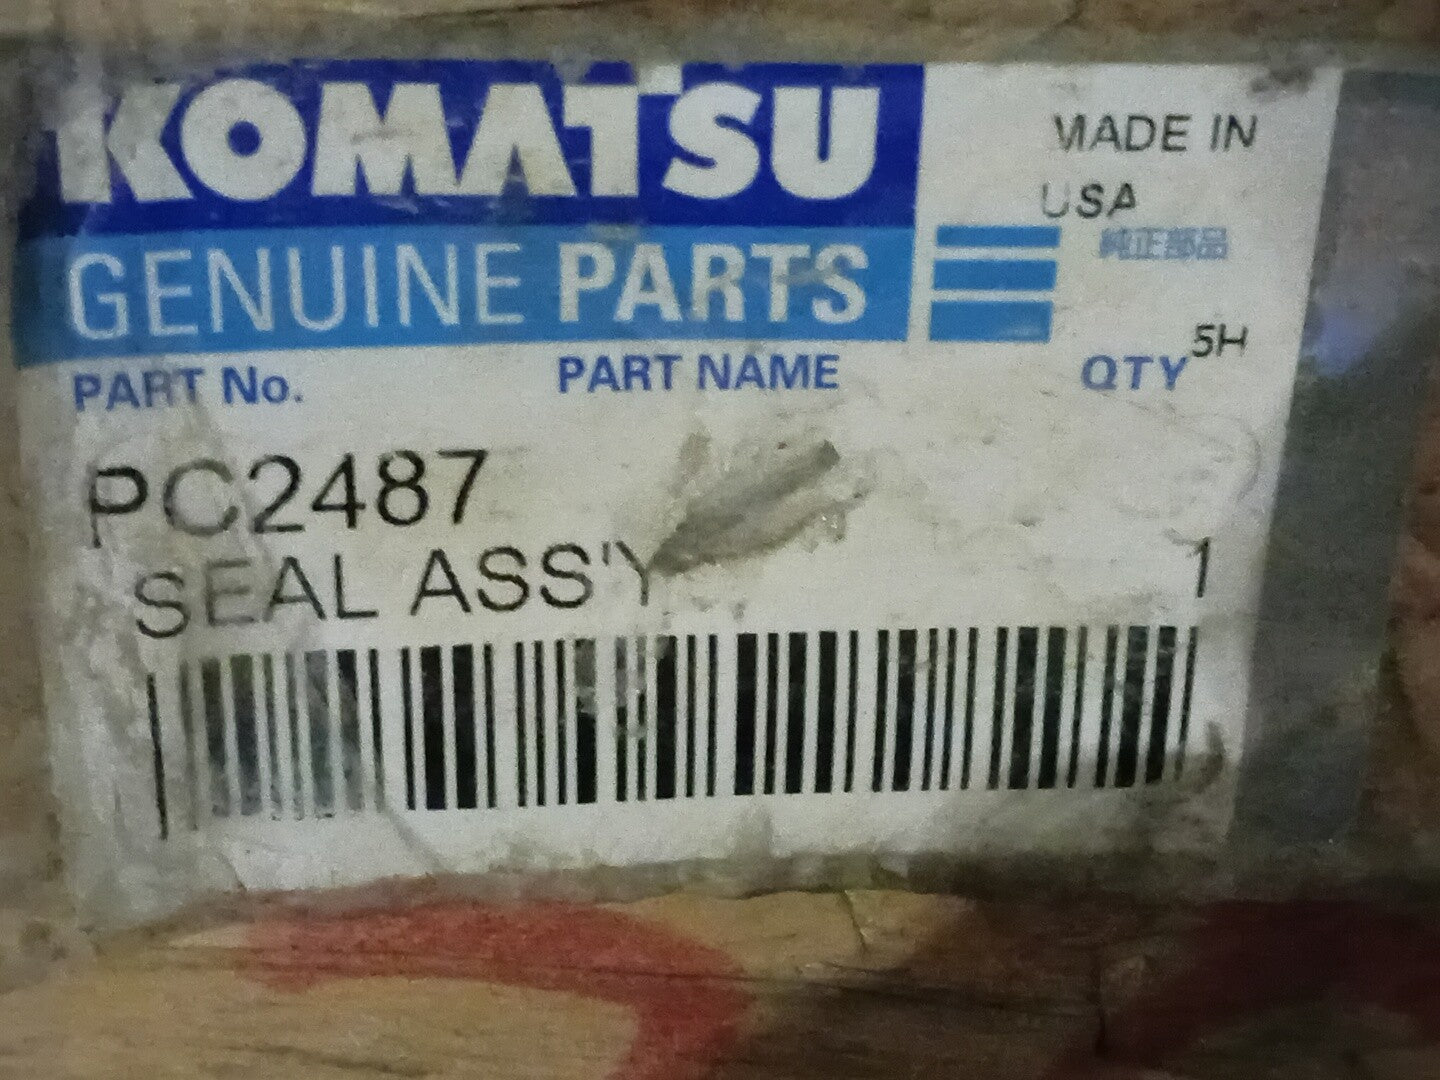 KOMATSU
MADE IN
USA
純正部品
GENUINE PARTS
5H
PART No. PART NAME QTY
PC2487
SEAL ASS'Y 1